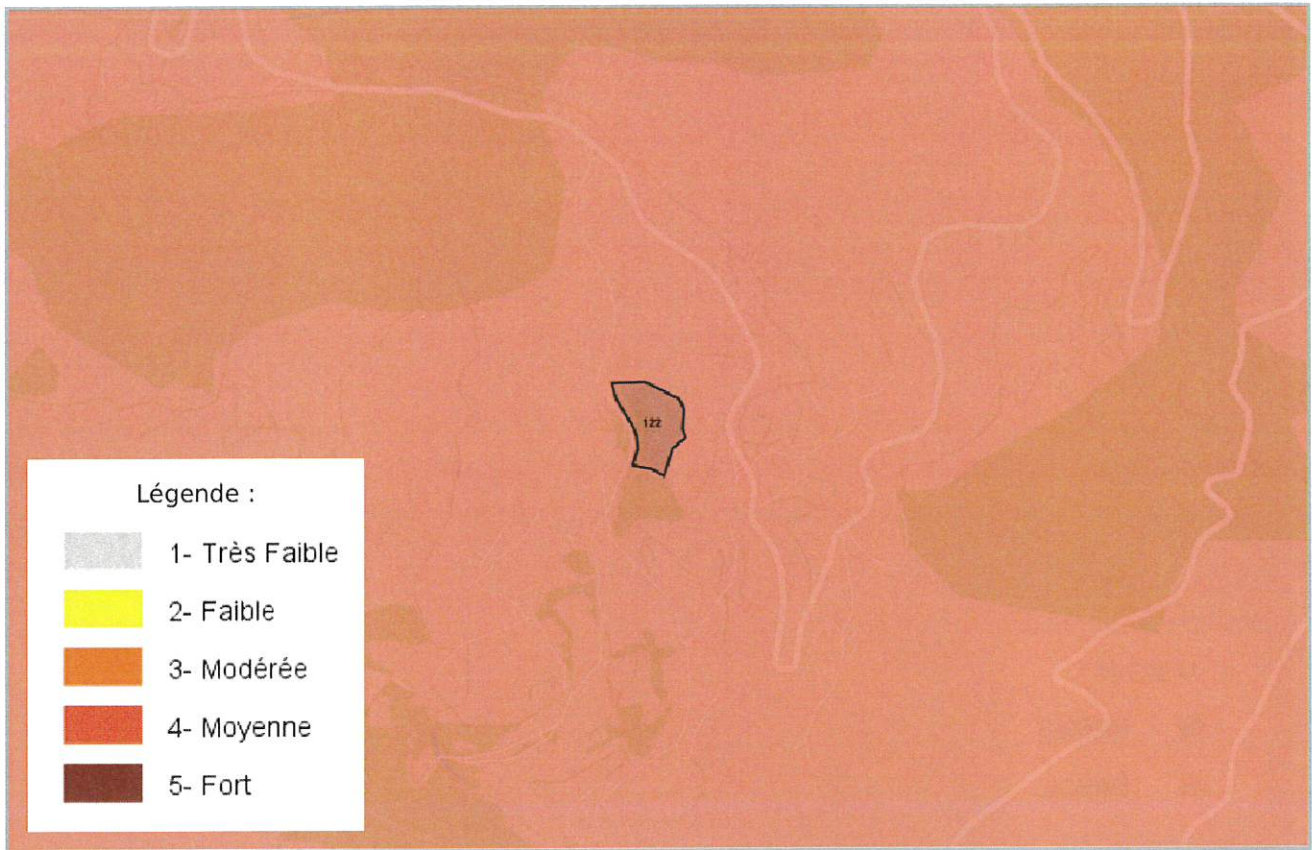 122
Légende :
1- Très Faible
2- Faible
3- Modérée
4- Moyenne
5- Fort